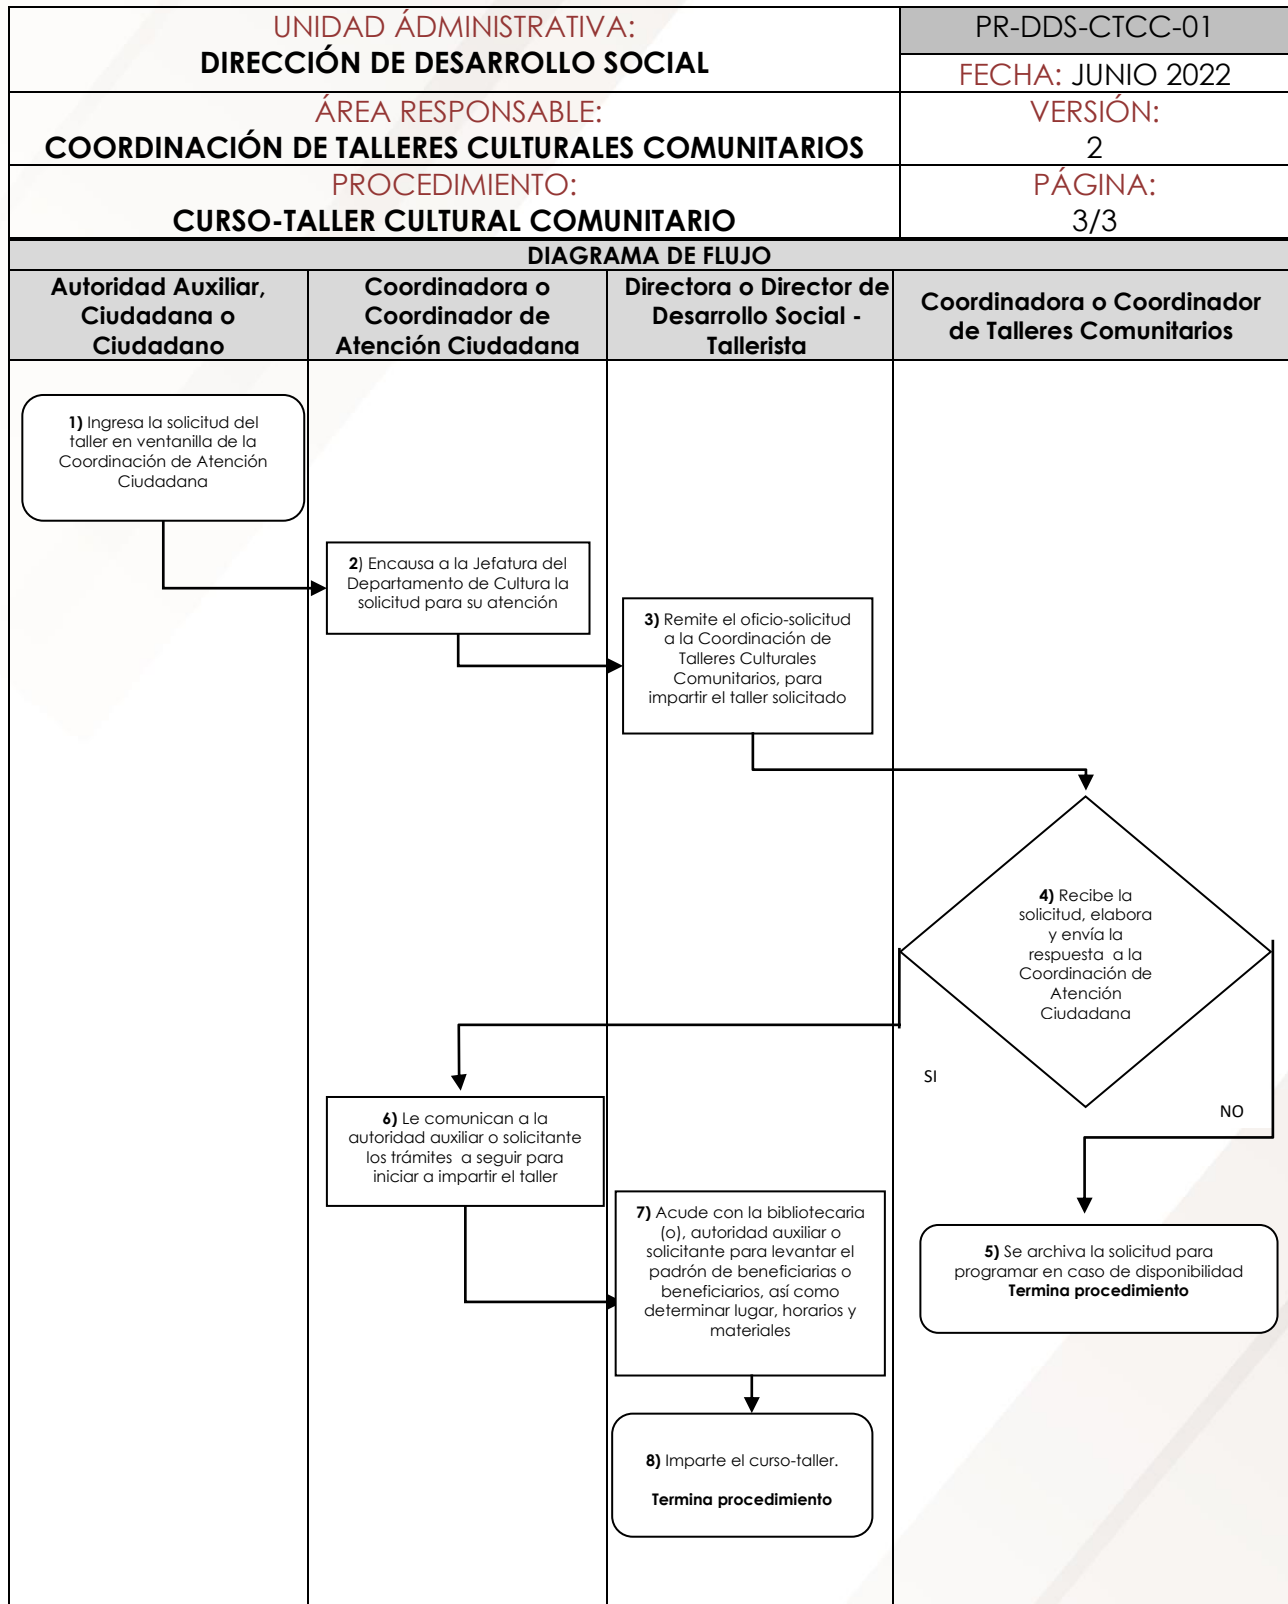 UNIDAD ÁDMINISTRATIVA:
DIRECCIÓN DE DESARROLLO SOCIAL
PR-DDS-CTCC-01
FECHA: JUNIO 2022
ÁREA RESPONSABLE:
COORDINACIÓN DE TALLERES CULTURALES COMUNITARIOS
VERSIÓN:
2
PROCEDIMIENTO:
CURSO-TALLER CULTURAL COMUNITARIO
PÁGINA:
3/3
DIAGRAMA DE FLUJO
Autoridad Auxiliar,
Ciudadana o
Ciudadano
Coordinadora o
Coordinador de
Atención Ciudadana
Directora o Director de
Desarrollo Social -
Tallerista
Coordinadora o Coordinador
de Talleres Comunitarios
1) Ingresa la solicitud del
taller en ventanilla de la
Coordinación de Atención
Ciudadana
2) Encausa a la Jefatura del
Departamento de Cultura la
solicitud para su atención
3) Remite el oficio-solicitud
a la Coordinación de
Talleres Culturales
Comunitarios, para
impartir el taller solicitado
4) Recibe la
solicitud, elabora
y envía la
respuesta a la
Coordinación de
Atención
Ciudadana
SI
NO
6) Le comunican a la
autoridad auxiliar o solicitante
los trámites a seguir para
iniciar a impartir el taller
7) Acude con la bibliotecaria
(o), autoridad auxiliar o
solicitante para levantar el
padrón de beneficiarias o
beneficiarios, así como
determinar lugar, horarios y
materiales
5) Se archiva la solicitud para
programar en caso de disponibilidad
Termina procedimiento
8) Imparte el curso-taller.
Termina procedimiento